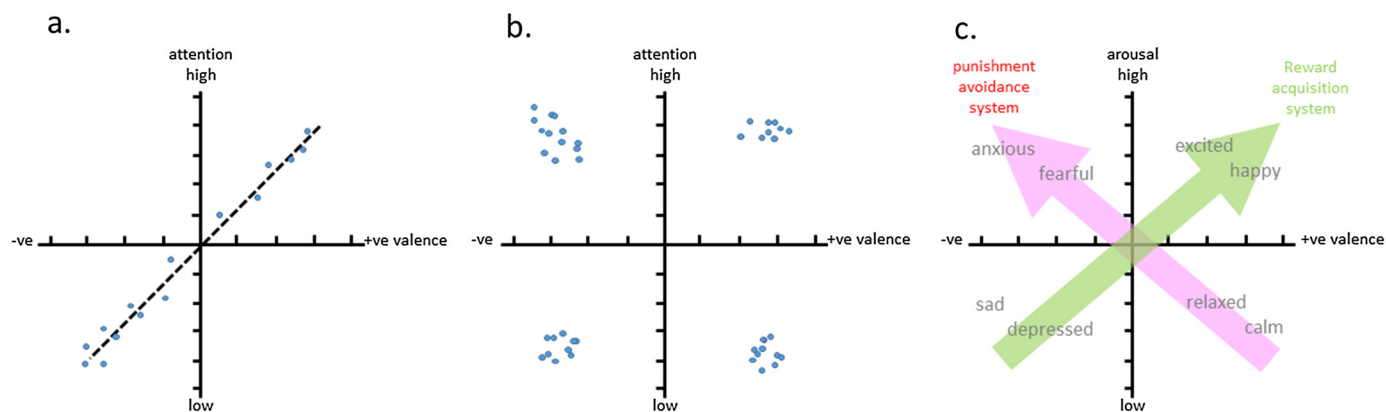 a.
attention
high
-ve
+ve valence
low
b.
attention
high
-ve
+ve valence
low
c.
punishment
avoidance
system
arousal
high
Reward
acquisition
system
anxious
fearful
excited
happy
-ve
+ve valence
sad
depressed
relaxed
calm
low